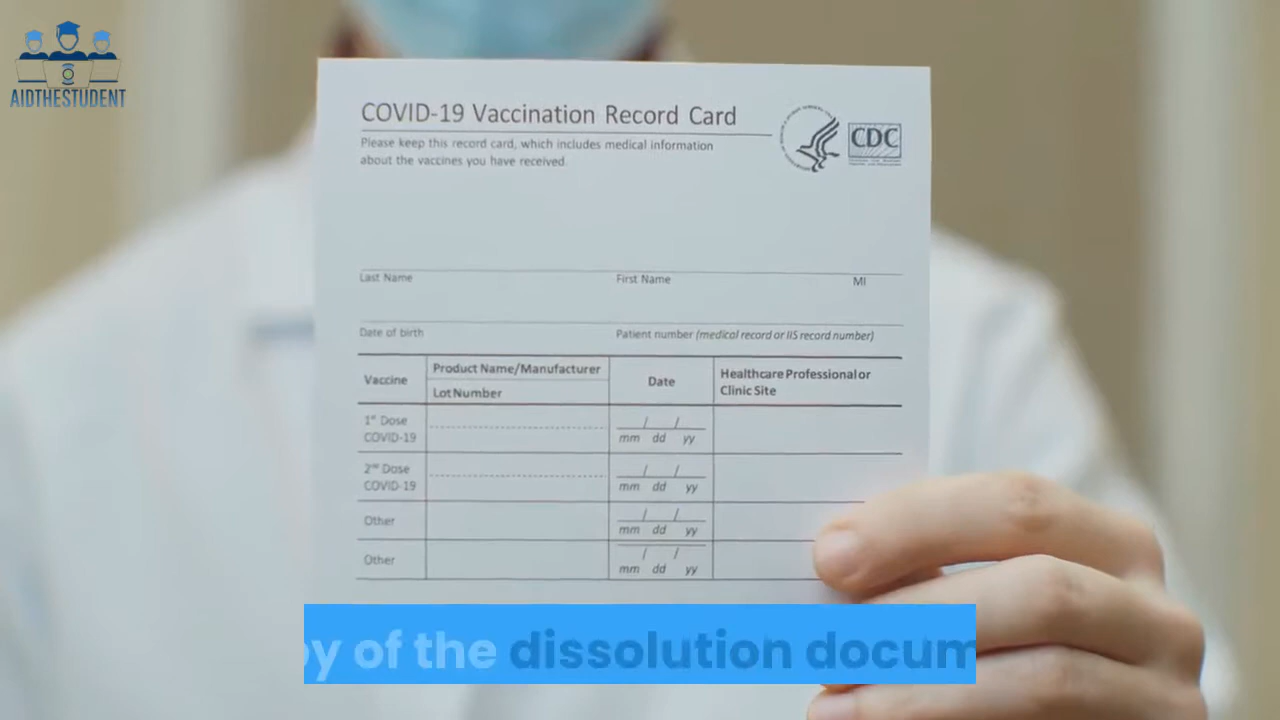 AIDTHESTUDENT
COVID-19 Vaccination Record Card
Please keep this record card, which includes medical information
about the vaccines you have received.
CDC
Last Name First Name MI
Date of birth Patient number (medical record or IIS record number)
Vaccine Product Name/Manufacturer Date Healthcare Professional or
Lot Number Clinic Site
1st Dose
COVID-19 / /
mm dd yy
2nd Dose
COVID-19 / /
mm dd yy
Other / /
mm dd yy
Other / /
mm dd yy
of the dissolution